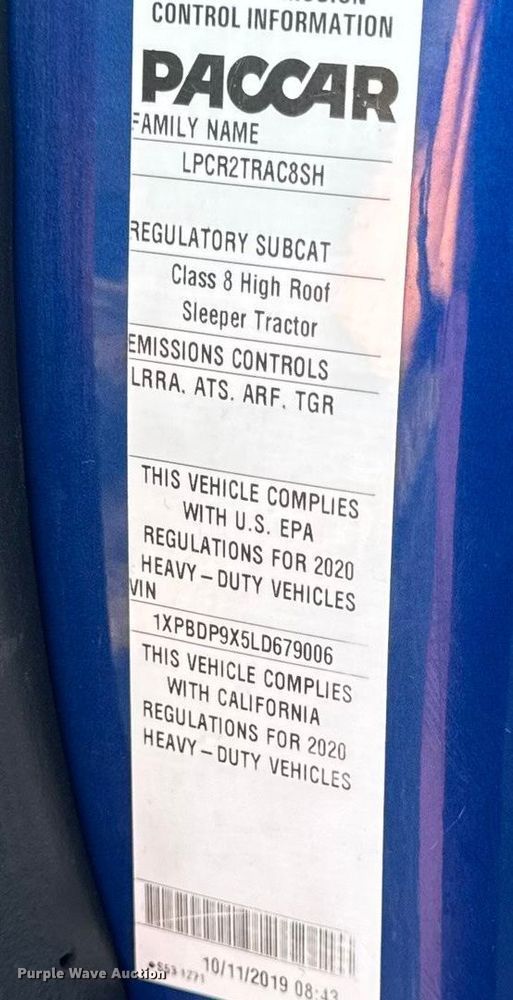 CONTROL INFORMATION
PACCAR
FAMILY NAME
LPCR2TRAC8SH
REGULATORY SUBCAT
Class 8 High Roof
Sleeper Tractor
EMISSIONS CONTROLS
LRRA, ATS, ARF, TGR
THIS VEHICLE COMPLIES
WITH U.S. EPA
REGULATIONS FOR 2020
HEAVY-DUTY VEHICLES
VIN
1XPBDP9X5LD679006
THIS VEHICLE COMPLIES
WITH CALIFORNIA
REGULATIONS FOR 2020
HEAVY-DUTY VEHICLES
10/11/2019 08:43
Purple Wave Auction